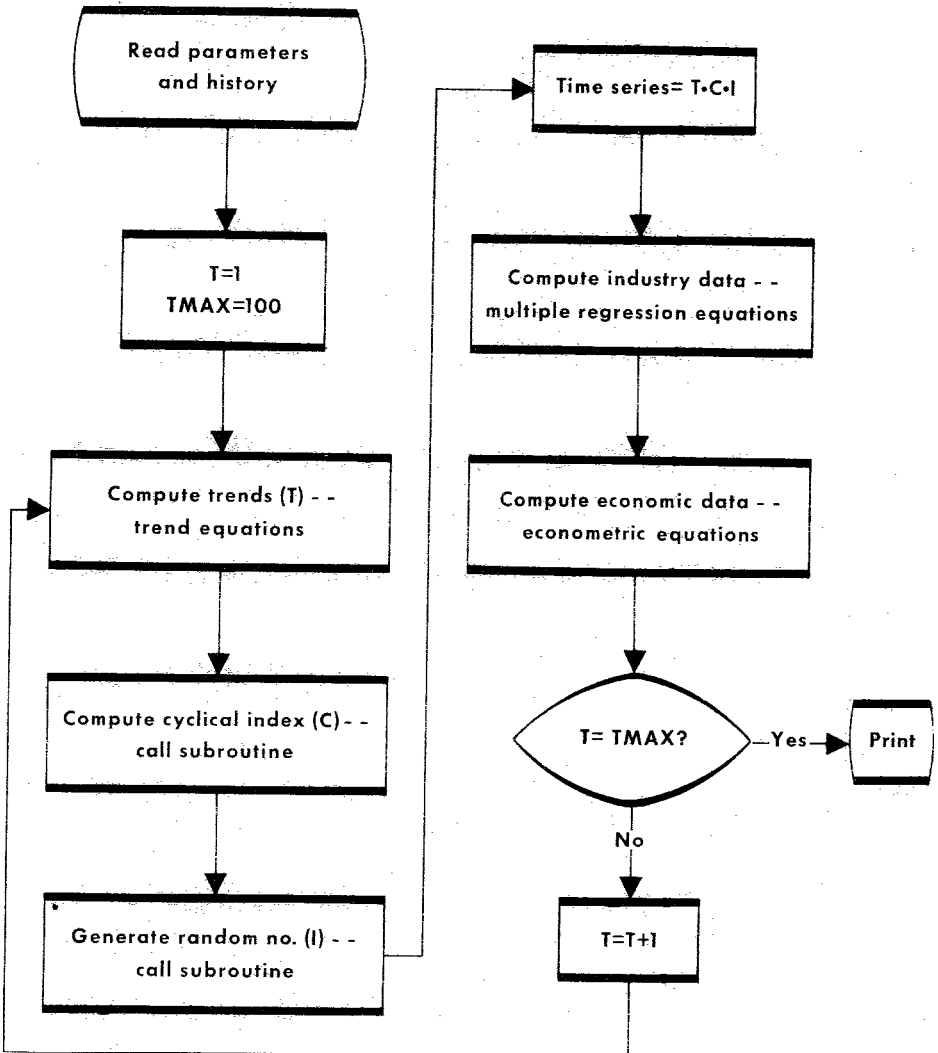 Read parameters
and history
T=1
TMAX=100
Compute trends (T) - -
trend equations
Compute cyclical index (C) - -
call subroutine
Generate random no. (I) - -
call subroutine
Time series= T•C•I
Compute industry data - -
multiple regression equations
Compute economic data - -
econometric equations
T= TMAX?
Yes
Print
No
T=T+1